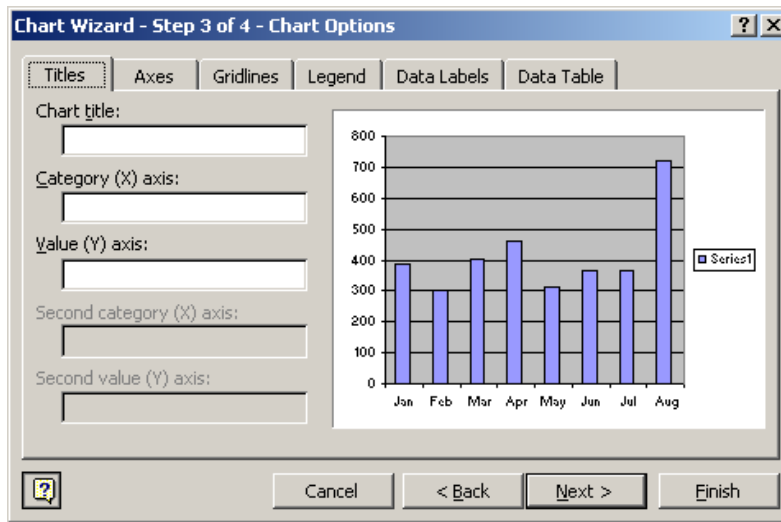 Chart Wizard - Step 3 of 4 - Chart Options
Titles Axes Gridlines Legend Data Labels Data Table
Chart title:
Category (X) axis:
Value (Y) axis:
Second category (X) axis:
Second value (Y) axis:
800
700
600
500
400
300
200
100
0
Jan Feb Mar Apr May Jun Jul Aug
Series1
Cancel < Back Next > Finish